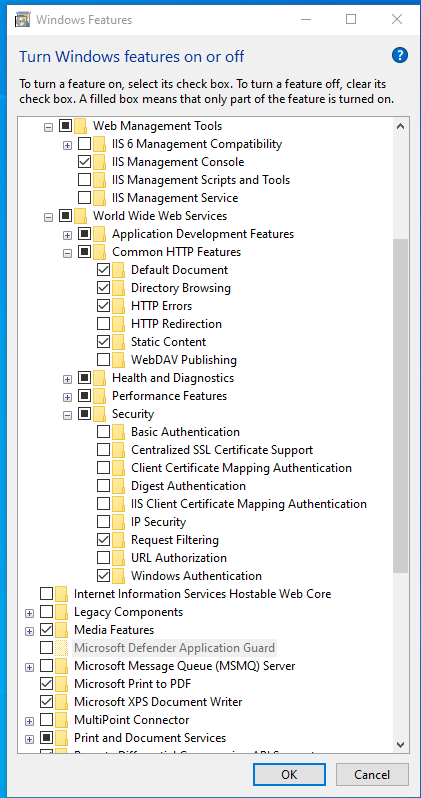 Windows Features
Turn Windows features on or off
?
To turn a feature on, select its check box. To turn a feature off, clear its
check box. A filled box means that only part of the feature is turned on.
Web Management Tools
IIS 6 Management Compatibility
IIS Management Console
IIS Management Scripts and Tools
IIS Management Service
World Wide Web Services
Application Development Features
Common HTTP Features
Default Document
Directory Browsing
HTTP Errors
HTTP Redirection
Static Content
WebDAV Publishing
Health and Diagnostics
Performance Features
Security
Basic Authentication
Centralized SSL Certificate Support
Client Certificate Mapping Authentication
Digest Authentication
IIS Client Certificate Mapping Authentication
IP Security
Request Filtering
URL Authorization
Windows Authentication
Internet Information Services Hostable Web Core
Legacy Components
Media Features
Microsoft Defender Application Guard
Microsoft Message Queue (MSMQ) Server
Microsoft Print to PDF
Microsoft XPS Document Writer
MultiPoint Connector
Print and Document Services
Remote Differential Compression API Support
OK
Cancel